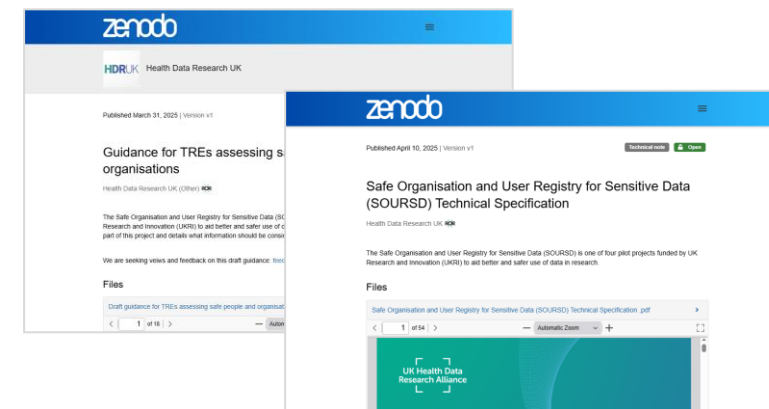 zenodo
HDRUK Health Data Research UK
Published March 31, 2025 | Version v1
Guidance for TREs assessing s
organisations
Health Data Research UK (Other)
The Safe Organisation and User Registry for Sensitive Data (SO
Research and Innovation (UKRI) to aid better and safer use of d
part of this project and details what information should be consi
We are seeking veiws and feedback on this draft guidance.
Files
Draft guidance for TREs assessing safe people and organisat
1 of 18
zenodo
Published April 10, 2025 | Version v1
Technical note Open
Safe Organisation and User Registry for Sensitive Data
(SOURSD) Technical Specification
Health Data Research UK
The Safe Organisation and User Registry for Sensitive Data (SOURSD) is one of four pilot projects funded by UK
Research and Innovation (UKRI) to aid better and safer use of data in research.
Files
Safe Organisation and User Registry for Sensitive Data (SOURSD) Technical Specification .pdf
1 of 54 Automatic Zoom
UK Health Data
Research Alliance